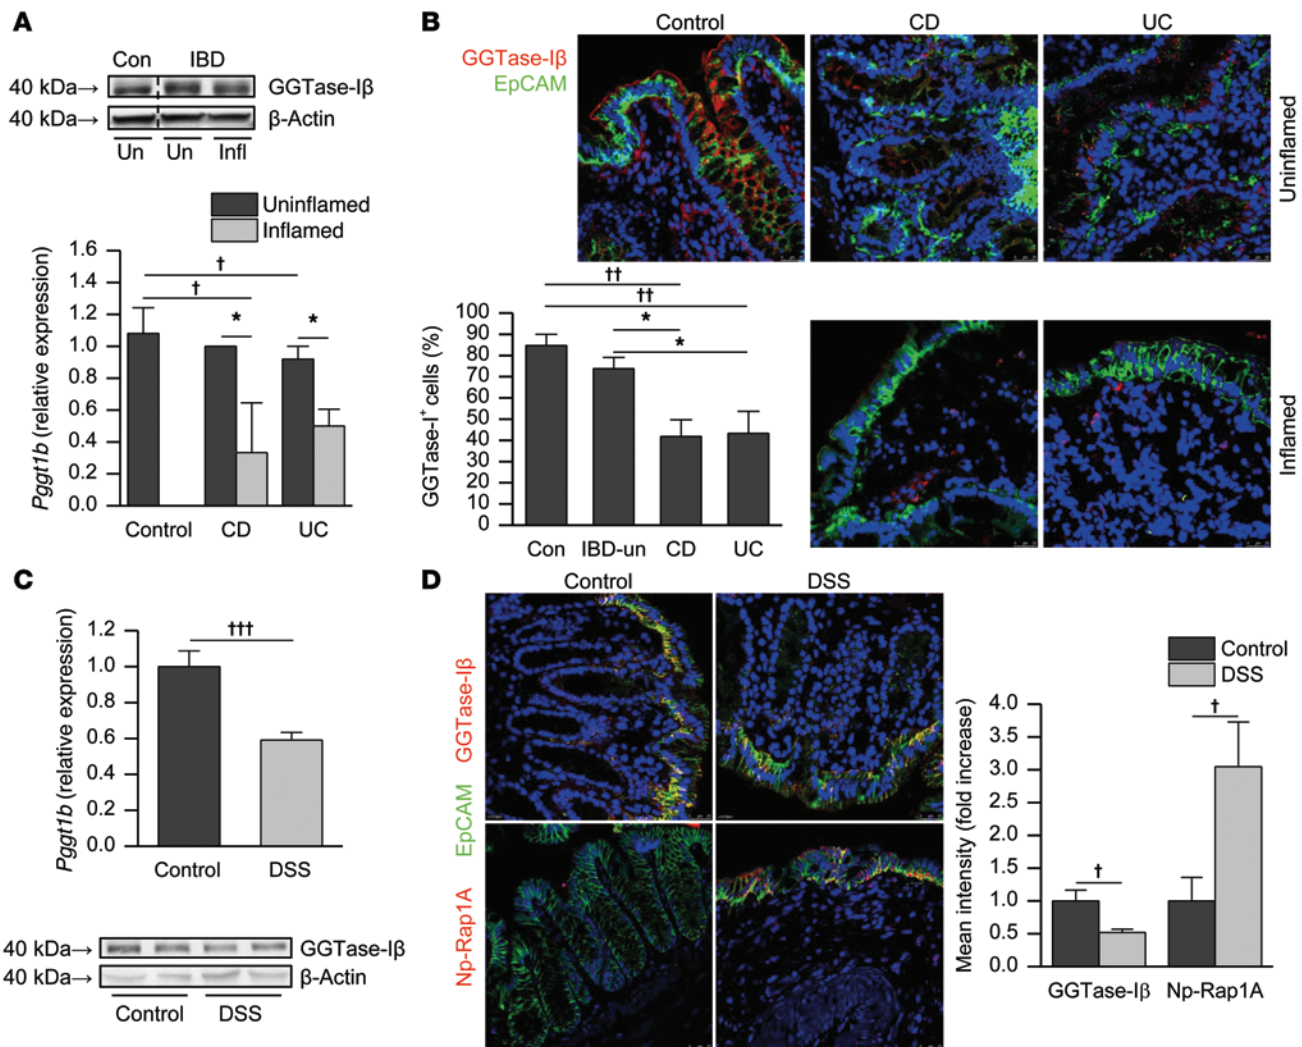 A
Con IBD
40 kDa→ GGTase-Iβ
40 kDa→ β-Actin
Un Un Infl
Uninflamed
Inflamed
Pggt1b (relative expression)
1.6
1.4
1.2
1.0
0.8
0.6
0.4
0.2
0.0
†
†
* *
Control CD UC
B
Control CD UC
GGTase-Iβ
EpCAM
Uninflamed
Inflamed
GGTase-I+ cells (%)
100
90
80
70
60
50
40
30
20
10
0
††
††
*
*
Con IBD-un CD UC
C
Pggt1b (relative expression)
1.2
1.0
0.8
0.6
0.4
0.2
0.0
†††
Control DSS
40 kDa→ GGTase-Iβ
40 kDa→ β-Actin
Control DSS
D
Control DSS
Np-Rap1A EpCAM GGTase-Iβ
Control
DSS
Mean intensity (fold increase)
4.0
3.5
3.0
2.5
2.0
1.5
1.0
0.5
0.0
†
†
GGTase-Iβ Np-Rap1A